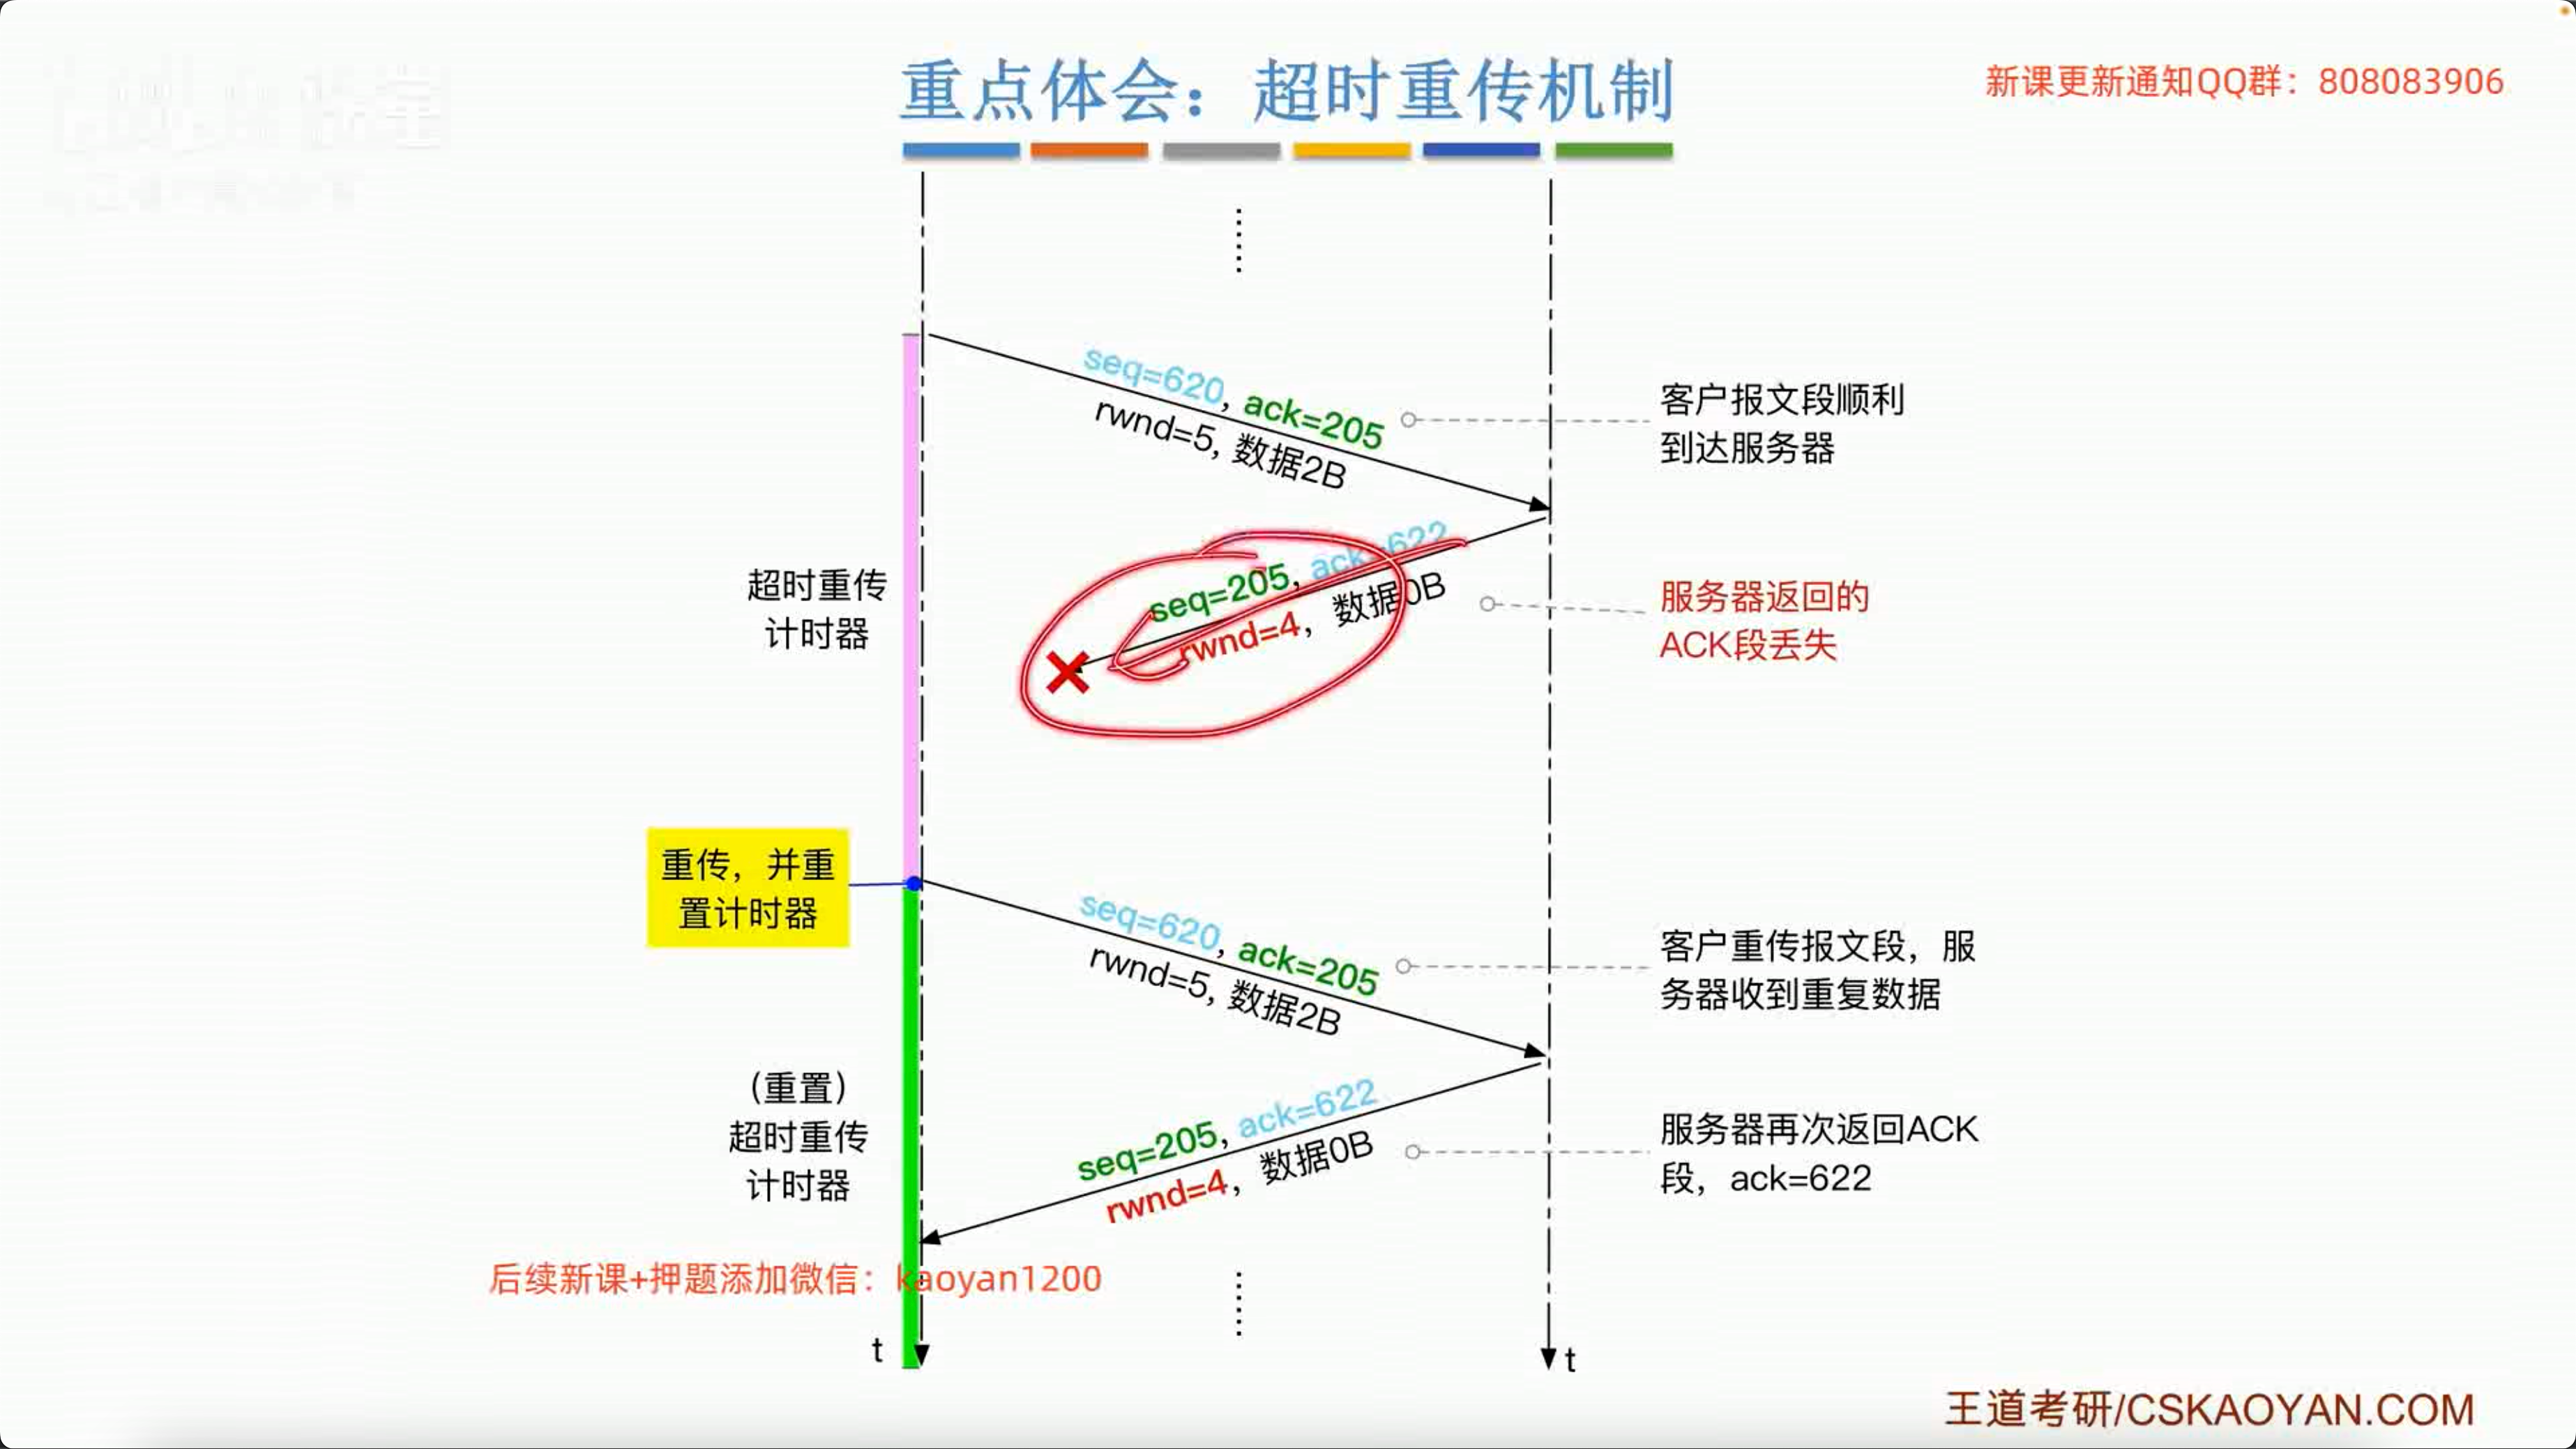 重点体会：超时重传机制
新课更新通知QQ群：808083906
seq=620, ack=205
rwnd=5, 数据2B
客户报文段顺利
到达服务器
seq=205, ack=622
rwnd=4, 数据0B
超时重传
计时器
服务器返回的
ACK段丢失
重传，并重
置计时器
seq=620, ack=205
rwnd=5, 数据2B
客户重传报文段，服
务器收到重复数据
（重置）
超时重传
计时器
seq=205, ack=622
rwnd=4, 数据0B
服务器再次返回ACK
段，ack=622
后续新课+押题添加微信：kaoyan1200
t
t
王道考研/CSKAOYAN.COM